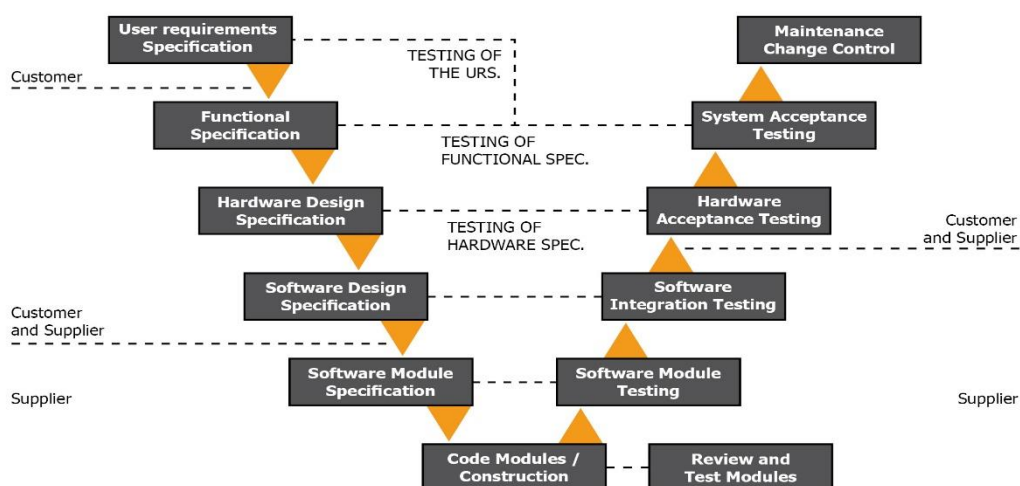 User requirements
Specification
TESTING OF
THE URS.
Maintenance
Change Control
Customer
Functional
Specification
TESTING OF
FUNCTIONAL SPEC.
System Acceptance
Testing
Hardware Design
Specification
TESTING OF
HARDWARE SPEC.
Hardware
Acceptance Testing
Customer
and Supplier
Software Design
Specification
Software
Integration Testing
Customer
and Supplier
Software Module
Specification
Software Module
Testing
Supplier
Supplier
Code Modules /
Construction
Review and
Test Modules